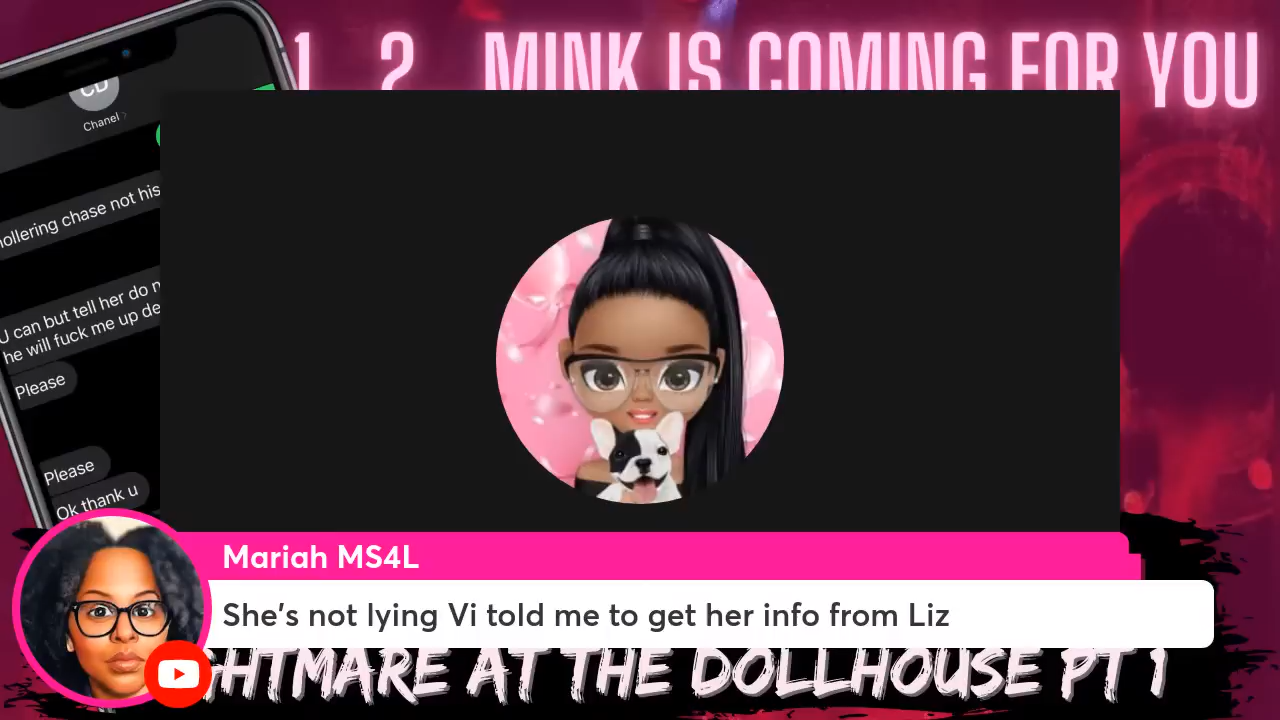 1 2 MINK IS COMING FOR YOU
Chanel
hollering chase not his
U can but tell her do
he will fuck me up
Please
Please
Ok thank u
Mariah MS4L
She's not lying Vi told me to get her info from Liz
AT THE DOLLHOUSE PT 1